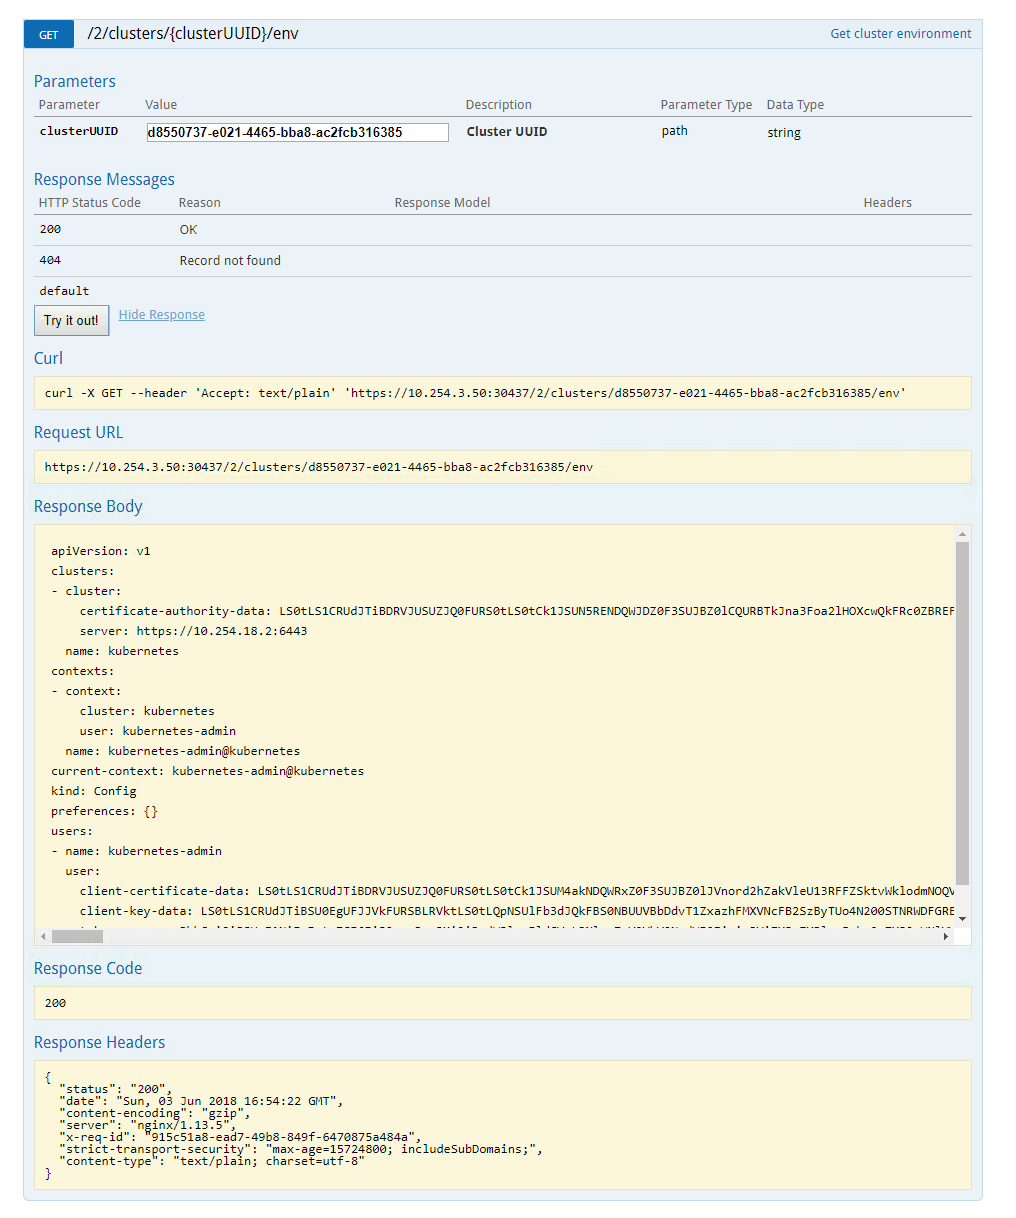 GET /2/clusters/{clusterUUID}/env Get cluster environment
Parameters
Parameter Value Description Parameter Type Data Type
clusterUUID d8550737-e021-4465-bba8-ac2fcb316385 Cluster UUID path string
Response Messages
HTTP Status Code Reason Response Model Headers
200 OK
404 Record not found
default
Try it out! Hide Response
Curl
curl -X GET --header 'Accept: text/plain' 'https://10.254.3.50:30437/2/clusters/d8550737-e021-4465-bba8-ac2fcb316385/env'
Request URL
https://10.254.3.50:30437/2/clusters/d8550737-e021-4465-bba8-ac2fcb316385/env
Response Body
apiVersion: v1
clusters:
- cluster:
certificate-authority-data:
server: https://10.254.18.2:6443
name: kubernetes
contexts:
- context:
cluster: kubernetes
user: kubernetes-admin
name: kubernetes-admin@kubernetes
current-context: kubernetes-admin@kubernetes
kind: Config
preferences: {}
users:
- name: kubernetes-admin
user:
client-certificate-data:
client-key-data:
Response Code
200
Response Headers
{
"status": "200",
"date": "Sun, 03 Jun 2018 16:54:22 GMT",
"content-encoding": "gzip",
"server": "nginx/1.13.5",
"x-req-id": "915c51a8-ead7-49b8-849f-6470875a484a",
"strict-transport-security": "max-age=15724800; includeSubDomains;",
"content-type": "text/plain; charset=utf-8"
}